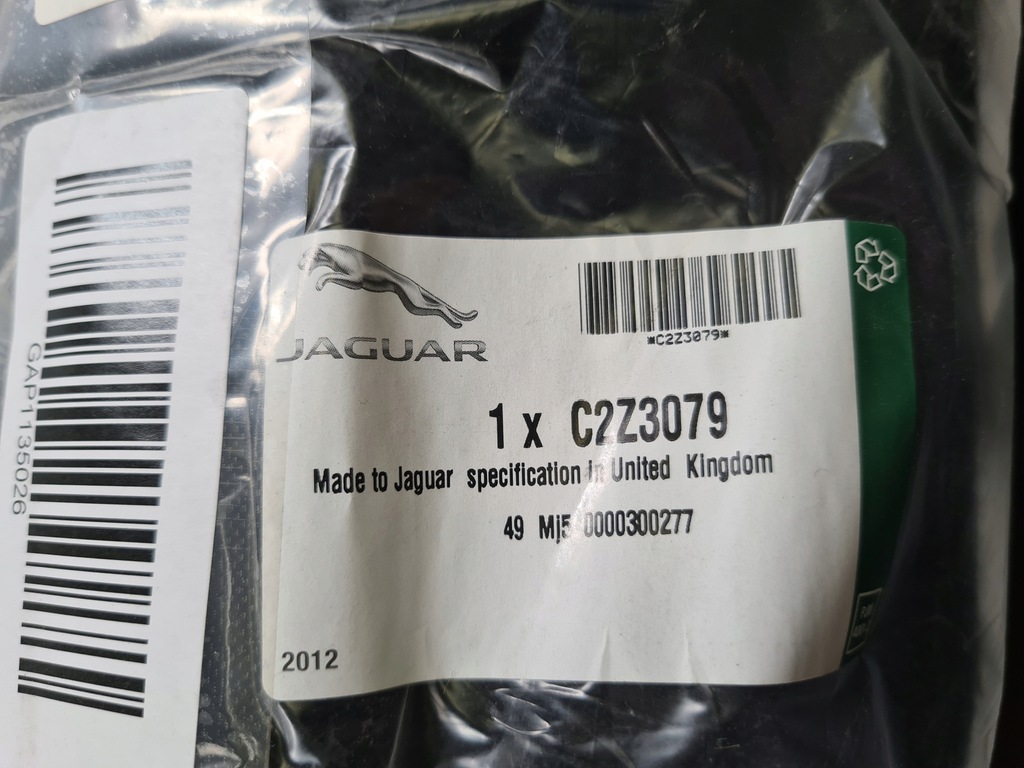 GAP1135026
JAGUAR
*C2Z3079*
1 x C2Z3079
Made to Jaguar specification in United Kingdom
49 Mj5 0000300277
2012